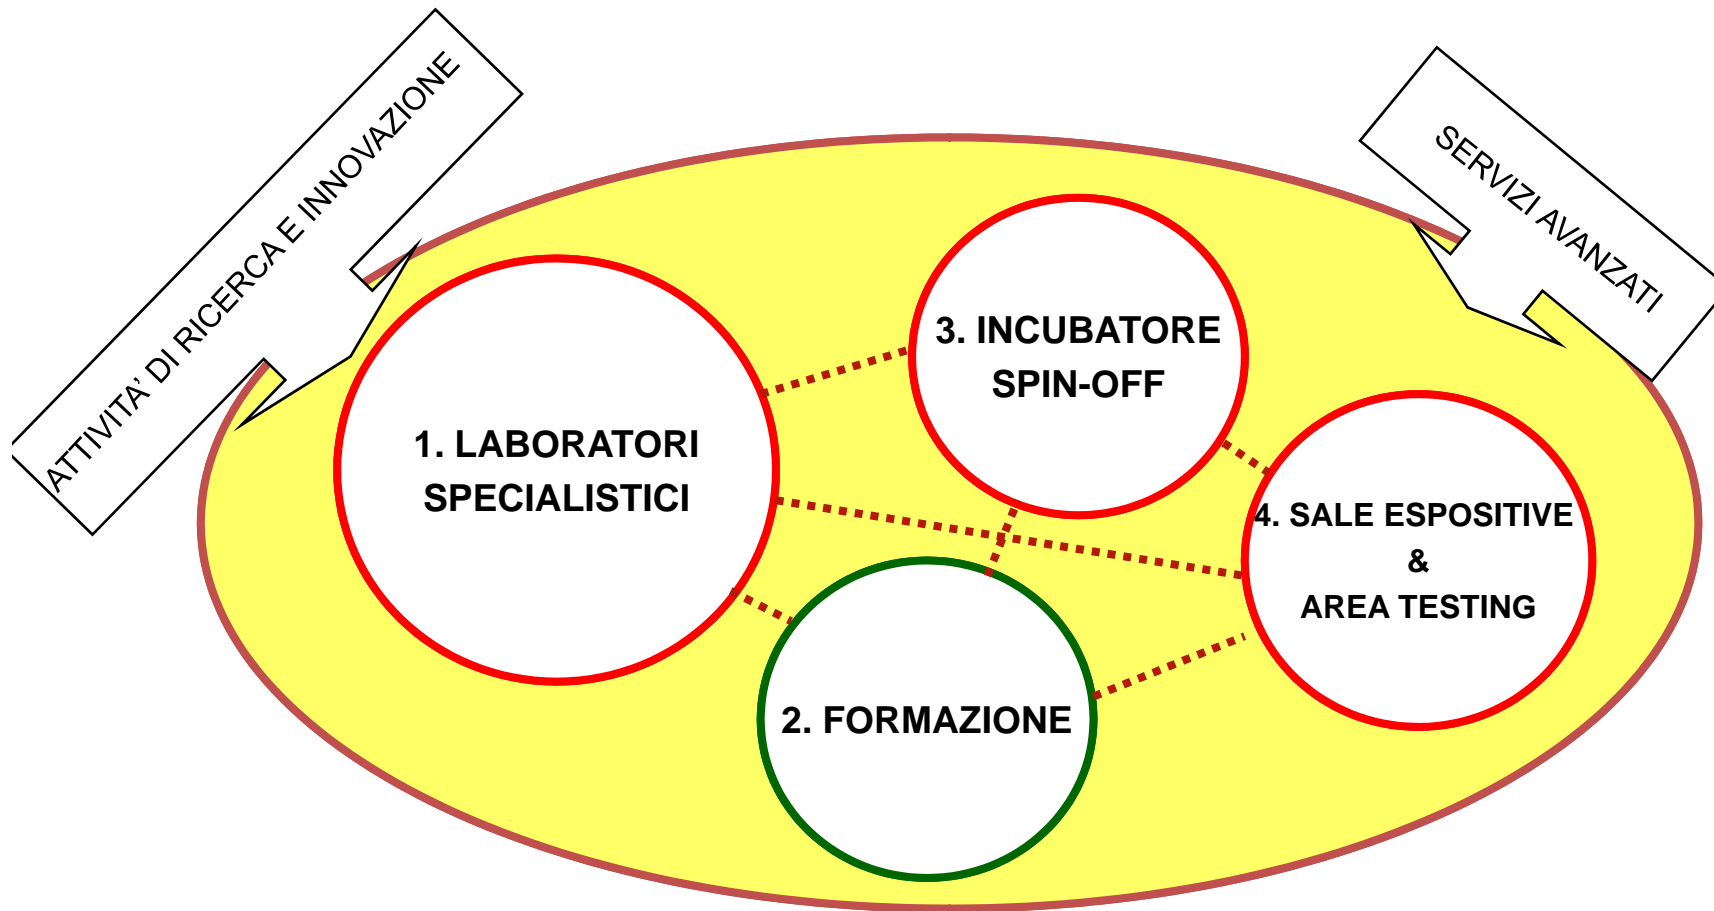 ATTIVITA’ DI RICERCA E INNOVAZIONE
SERVIZI AVANZATI
3. INCUBATORE
SPIN-OFF
1. LABORATORI
SPECIALISTICI
4. SALE ESPOSITIVE
&
AREA TESTING
2. FORMAZIONE